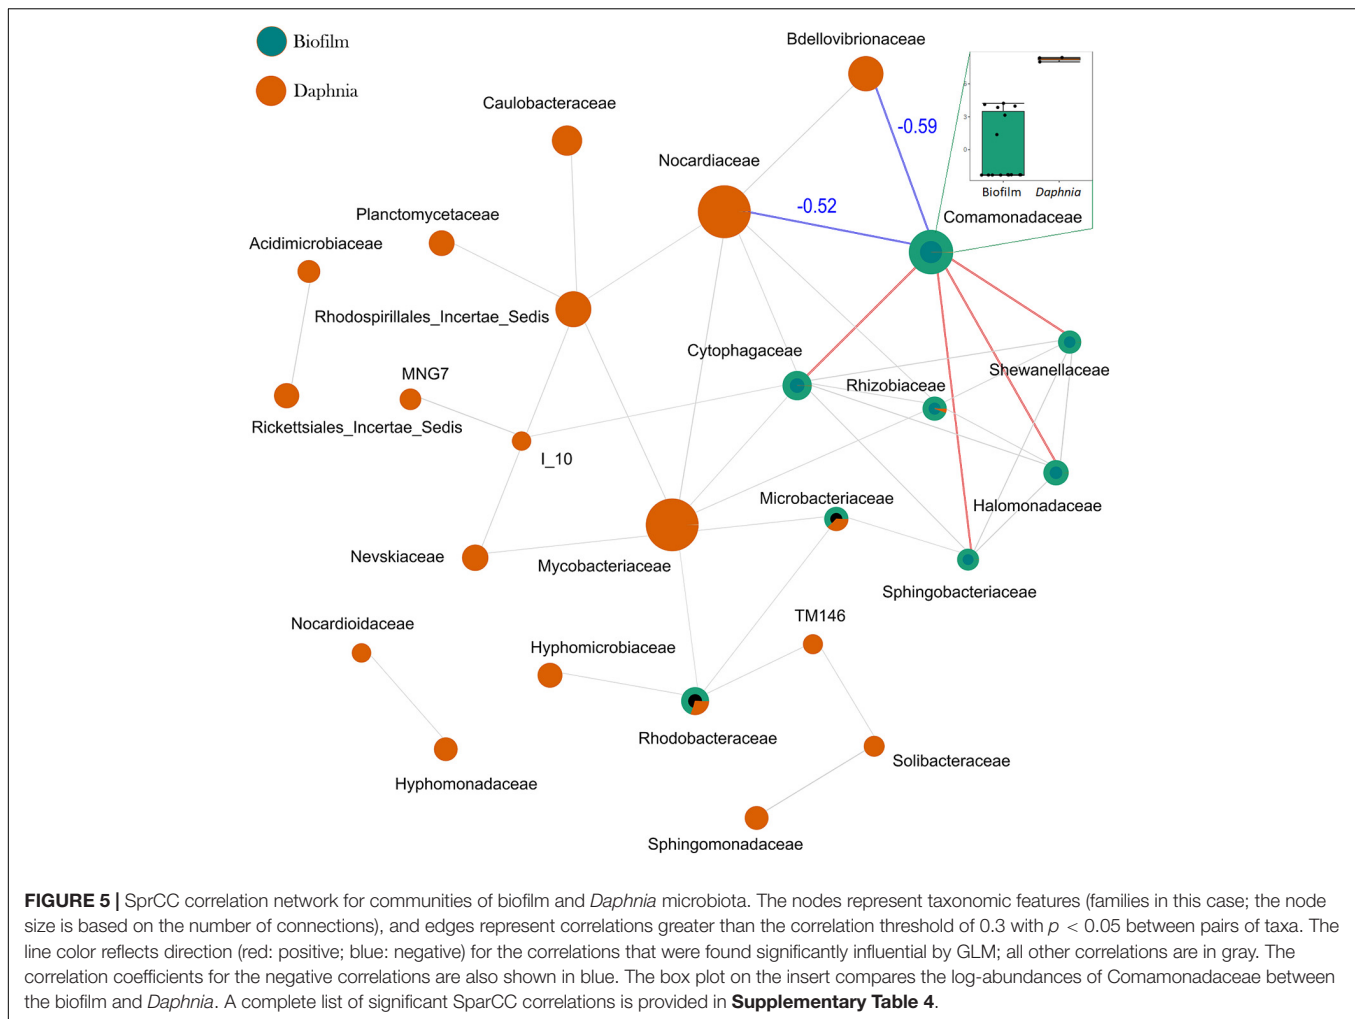 Biofilm
Daphnia
Bdellovibrionaceae
Caulobacteraceae
-0.59
Nocardiaceae
6
3
0
Biofilm
Daphnia
-0.52
Comamonadaceae
Planctomycetaceae
Acidimicrobiaceae
Rhodospirillales_Incertae_Sedis
Cytophagaceae
Shewanellaceae
MNG7
Rhizobiaceae
Rickettsiales_Incertae_Sedis
I_10
Microbacteriaceae
Halomonadaceae
Nevskiaceae
Mycobacteriaceae
Sphingobacteriaceae
TM146
Nocardioidaceae
Hyphomicrobiaceae
Rhodobacteraceae
Solibacteraceae
Hyphomonadaceae
Sphingomonadaceae
FIGURE 5 | SprCC correlation network for communities of biofilm and Daphnia microbiota. The nodes represent taxonomic features (families in this case; the node
size is based on the number of connections), and edges represent correlations greater than the correlation threshold of 0.3 with p < 0.05 between pairs of taxa. The
line color reflects direction (red: positive; blue: negative) for the correlations that were found significantly influential by GLM; all other correlations are in gray. The
correlation coefficients for the negative correlations are also shown in blue. The box plot on the insert compares the log-abundances of Comamonadaceae between
the biofilm and Daphnia. A complete list of significant SparCC correlations is provided in Supplementary Table 4.